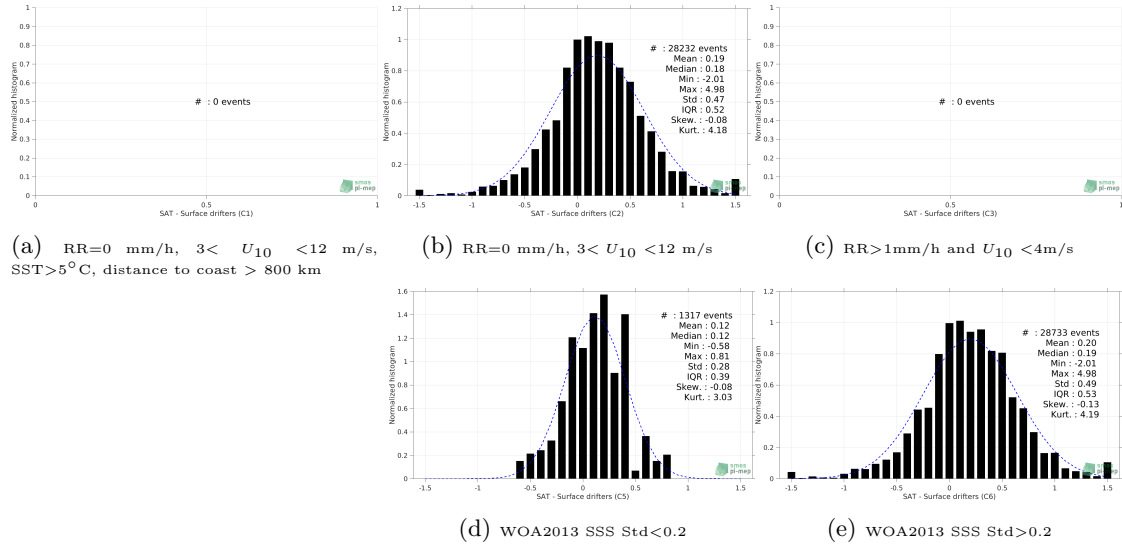 1
0.9
0.8
0.7
0.6
0.5
0.4
0.3
0.2
0.1
0
0 0.5 1
Normalized histogram
# : 0 events
SAT - Surface drifters (C1)
smos
pi-mep
(a) RR=0 mm/h, 3< U10 <12 m/s,
SST>5°C, distance to coast > 800 km
1.2
1
0.8
0.6
0.4
0.2
0
-1.5 -1 -0.5 0 0.5 1 1.5
Normalized histogram
# : 28232 events
Mean : 0.19
Median : 0.18
Min : -2.01
Max : 4.98
Std : 0.47
IQR : 0.52
Skew. : -0.08
Kurt. : 4.18
SAT - Surface drifters (C2)
smos
pi-mep
(b) RR=0 mm/h, 3< U10 <12 m/s
1
0.9
0.8
0.7
0.6
0.5
0.4
0.3
0.2
0.1
0
0 0.5 1
Normalized histogram
# : 0 events
SAT - Surface drifters (C3)
smos
pi-mep
(c) RR>1mm/h and U10 <4m/s
1.6
1.4
1.2
1
0.8
0.6
0.4
0.2
0
-1.5 -1 -0.5 0 0.5 1 1.5
Normalized histogram
# : 1317 events
Mean : 0.12
Median : 0.12
Min : -0.58
Max : 0.81
Std : 0.28
IQR : 0.39
Skew. : -0.08
Kurt. : 3.03
SAT - Surface drifters (C5)
smos
pi-mep
(d) WOA2013 SSS Std<0.2
1.2
1
0.8
0.6
0.4
0.2
0
-1.5 -1 -0.5 0 0.5 1 1.5
Normalized histogram
# : 28733 events
Mean : 0.20
Median : 0.19
Min : -2.01
Max : 4.98
Std : 0.49
IQR : 0.53
Skew. : -0.13
Kurt. : 4.19
SAT - Surface drifters (C6)
smos
pi-mep
(e) WOA2013 SSS Std>0.2